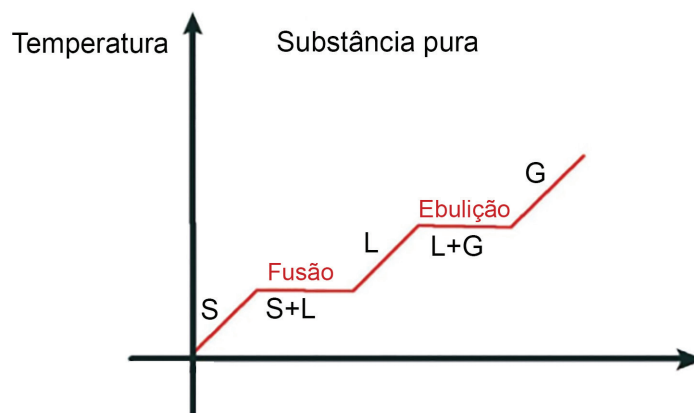 Temperatura
Substância pura
G
Ebulição
L
L+G
Fusão
S
S+L